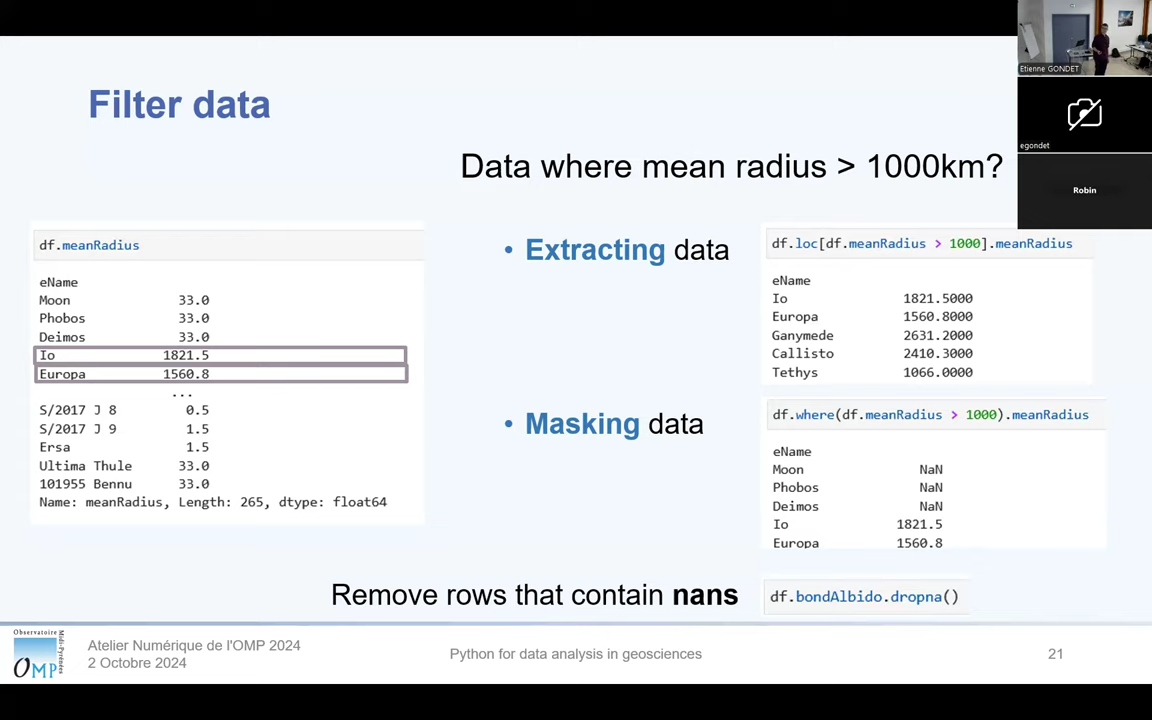 Etienne GONDET
egondet
Robin
Filter data
Data where mean radius > 1000km?
df.meanRadius
eName
Moon 33.0
Phobos 33.0
Deimos 33.0
Io 1821.5
Europa 1560.8
...
S/2017 J 8 0.5
S/2017 J 9 1.5
Ersa 1.5
Ultima Thule 33.0
101955 Bennu 33.0
Name: meanRadius, Length: 265, dtype: float64
• Extracting data
df.loc[df.meanRadius > 1000].meanRadius
eName
Io 1821.5000
Europa 1560.8000
Ganymede 2631.2000
Callisto 2410.3000
Tethys 1066.0000
• Masking data
df.where(df.meanRadius > 1000).meanRadius
eName
Moon NaN
Phobos NaN
Deimos NaN
Io 1821.5
Europa 1560.8
Remove rows that contain nans
df.bondAlbido.dropna()
Observatoire Midi-Pyrénées
OMP
Atelier Numérique de l'OMP 2024
2 Octobre 2024
Python for data analysis in geosciences
21